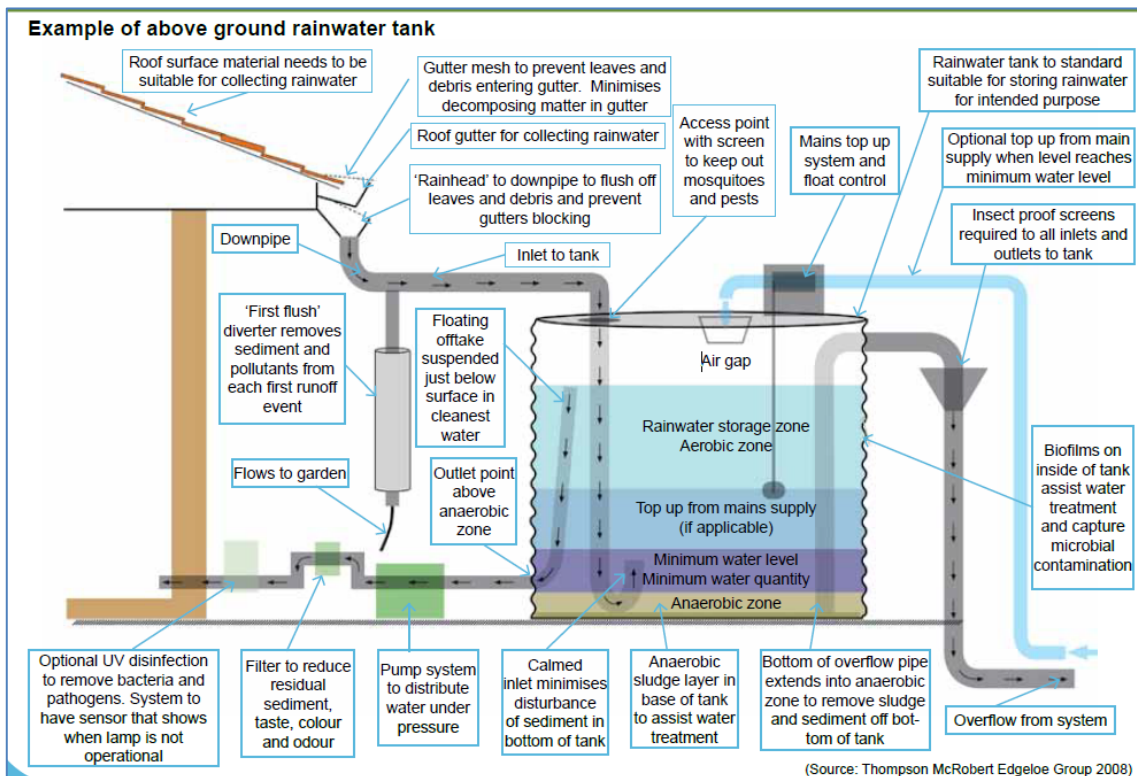 Example of above ground rainwater tank
Roof surface material needs to be
suitable for collecting rainwater
Gutter mesh to prevent leaves and
debris entering gutter. Minimises
decomposing matter in gutter
Roof gutter for collecting rainwater
'Rainhead' to downpipe to flush off
leaves and debris and prevent
gutters blocking
Access point
with screen
to keep out
mosquitoes
and pests
Mains top up
system and
float control
Rainwater tank to standard
suitable for storing rainwater
for intended purpose
Optional top up from main
supply when level reaches
minimum water level
Insect proof screens
required to all inlets and
outlets to tank
Downpipe
Inlet to tank
'First flush'
diverter removes
sediment and
pollutants from
each first runoff
event
Floating
offtake
suspended
just below
surface in
cleanest
water
Air gap
Rainwater storage zone
Aerobic zone
Flows to garden
Outlet point
above
anaerobic
zone
Top up from mains supply
(if applicable)
Minimum water level
Minimum water quantity
Anaerobic zone
Biofilms on
inside of tank
assist water
treatment
and capture
microbial
contamination
Optional UV disinfection
to remove bacteria and
pathogens. System to
have sensor that shows
when lamp is not
operational
Filter to reduce
residual
sediment,
taste, colour
and odour
Pump system
to distribute
water under
pressure
Calmed
inlet minimises
disturbance
of sediment in
bottom of tank
Anaerobic
sludge layer in
base of tank
to assist water
treatment
Bottom of overflow pipe
extends into anaerobic
zone to remove sludge
and sediment off bot-
tom of tank
Overflow from system
(Source: Thompson McRobert Edgeloe Group 2008)